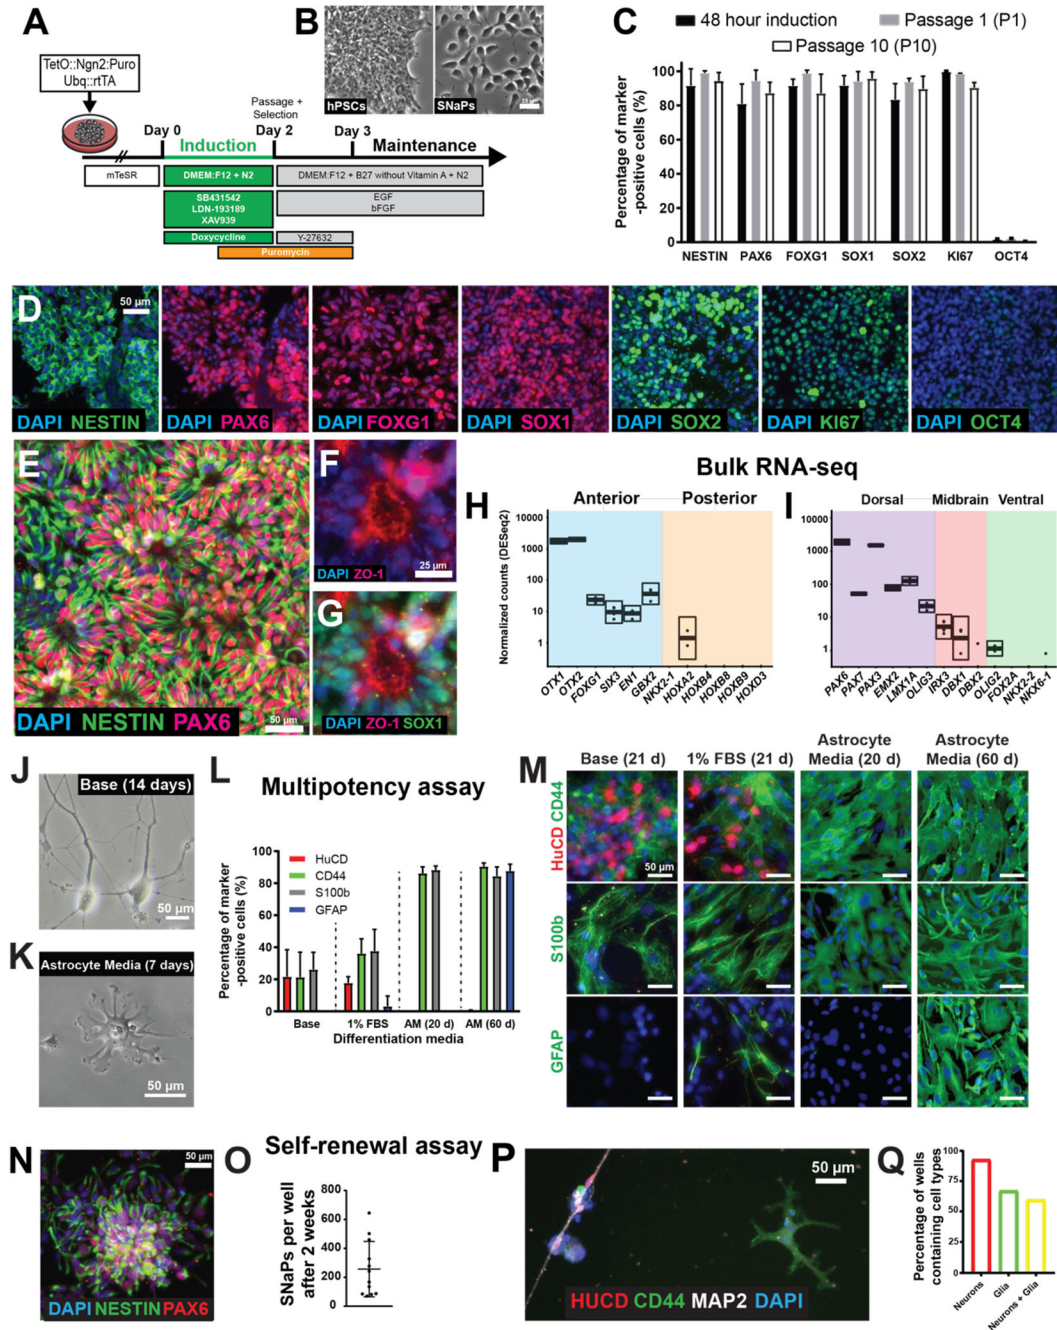 A
TetO::Ngn2:Puro
Ubq::rtTA
Passage +
Selection
Day 0
Day 2
Day 3
Induction
Maintenance
mTeSR
DMEM:F12 + N2
DMEM:F12 + B27 without Vitamin A + N2
SB431542
LDN-193189
XAV939
EGF
bFGF
Doxycycline
Y-27632
Puromycin
B
hPSCs
SNaPs
C
48 hour induction
Passage 1 (P1)
Passage 10 (P10)
Percentage of marker
-positive cells (%)
100
80
60
40
20
0
NESTIN
PAX6
FOXG1
SOX1
SOX2
KI67
OCT4
D
50 µm
DAPI NESTIN
DAPI PAX6
DAPI FOXG1
DAPI SOX1
DAPI SOX2
DAPI KI67
DAPI OCT4
E
DAPI NESTIN PAX6
50 µm
F
25 µm
DAPI ZO-1
G
DAPI ZO-1 SOX1
Bulk RNA-seq
H
Anterior
Posterior
Normalized counts (DESeq2)
10000
1000
100
10
1
OTX1
OTX2
FOXG1
SIX3
EN1
GBX2
NKX2-1
HOXA2
HOXB4
HOXB8
HOXB9
HOXD3
I
Dorsal
Midbrain
Ventral
10000
1000
100
10
1
PAX6
PAX7
PAX3
EMX2
LMX1A
OLIG3
IRX3
DBX1
DBX2
OLIG2
FOX2A
NKX2-2
NKX6-1
J
Base (14 days)
50 µm
K
Astrocyte Media (7 days)
50 µm
L
Multipotency assay
Percentage of marker
-positive cells (%)
100
80
60
40
20
0
HuCD
CD44
S100b
GFAP
Base
1% FBS
AM (20 d)
AM (60 d)
Differentiation media
M
Base (21 d)
1% FBS (21 d)
Astrocyte
Media (20 d)
Astrocyte
Media (60 d)
HuCD CD44
50 µm
S100b
GFAP
N
50 µm
DAPI NESTIN PAX6
O
Self-renewal assay
SNaPs per well
after 2 weeks
800
600
400
200
0
P
50 µm
HUCD CD44 MAP2 DAPI
Q
Percentage of wells
containing cell types
100
75
50
25
0
Neurons
Glia
Neurons + Glia